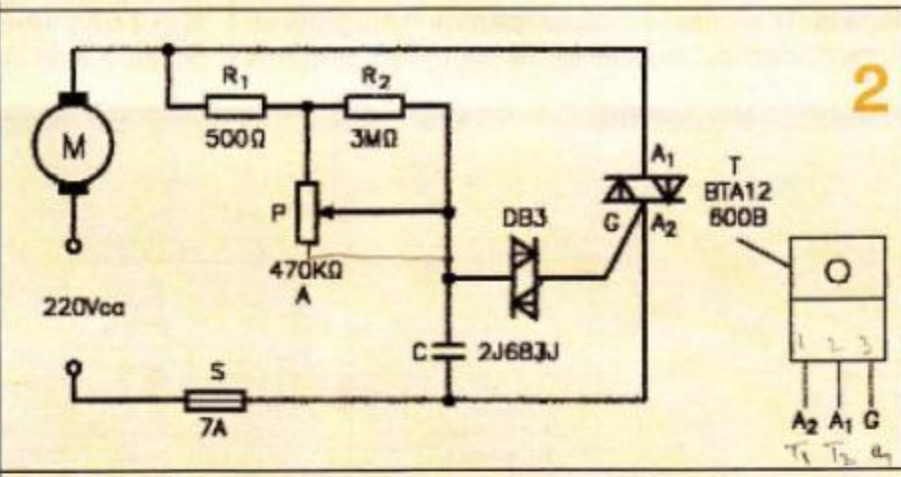 2
R₁
500Ω
R₂
3MΩ
M
P
470KΩ
A
220Vca
DB3
A₁
G
A₂
T
BTA12
600B
C
2J683J
S
7A
1 2 3
A₂ A₁ G
T₁ T₂ G